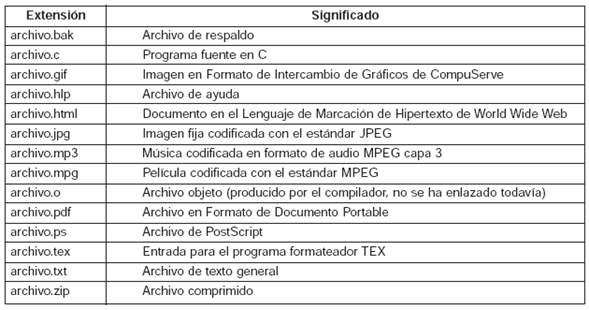 Extensión Significado
archivo.bak Archivo de respaldo
archivo.c Programa fuente en C
archivo.gif Imagen en Formato de Intercambio de Gráficos de CompuServe
archivo.hlp Archivo de ayuda
archivo.html Documento en el Lenguaje de Marcación de Hipertexto de World Wide Web
archivo.jpg Imagen fija codificada con el estándar JPEG
archivo.mp3 Música codificada en formato de audio MPEG capa 3
archivo.mpg Película codificada con el estándar MPEG
archivo.o Archivo objeto (producido por el compilador, no se ha enlazado todavía)
archivo.pdf Archivo en Formato de Documento Portable
archivo.ps Archivo de PostScript
archivo.tex Entrada para el programa formateador TEX
archivo.txt Archivo de texto general
archivo.zip Archivo comprimido